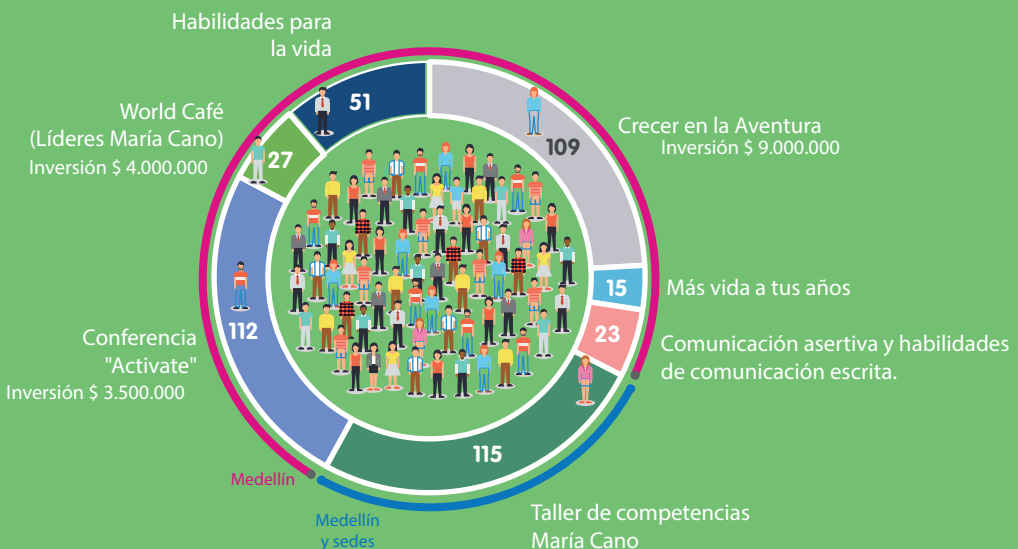 Habilidades para
la vida
51
World Café
(Líderes María Cano)
Inversión $ 4.000.000
27
Crecer en la Aventura
Inversión $ 9.000.000
109
15
Más vida a tus años
23
Comunicación asertiva y habilidades
de comunicación escrita.
112
Conferencia
"Activate"
Inversión $ 3.500.000
115
Medellín
Medellín
y sedes
Taller de competencias
María Cano